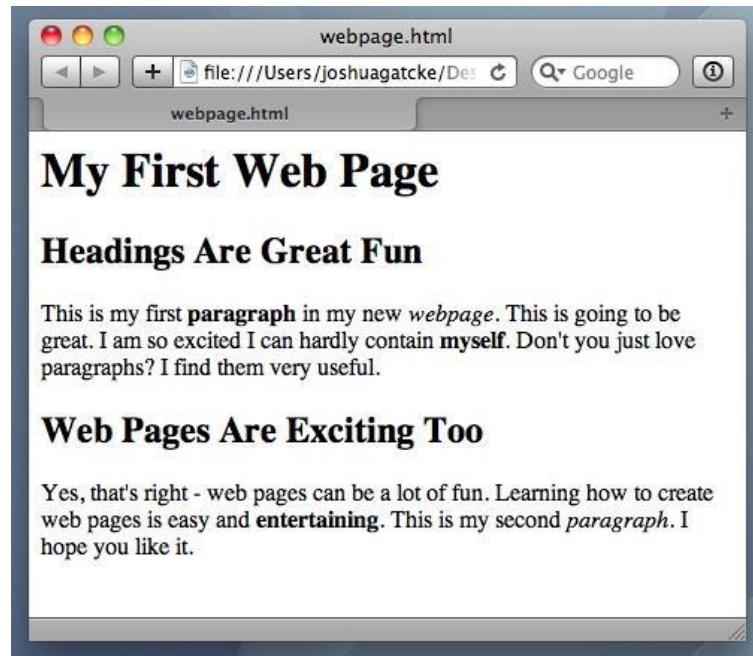 webpage.html
file:///Users/joshuagatcke/Des
Google
webpage.html
My First Web Page
Headings Are Great Fun
This is my first paragraph in my new webpage. This is going to be
great. I am so excited I can hardly contain myself. Don't you just love
paragraphs? I find them very useful.
Web Pages Are Exciting Too
Yes, that's right - web pages can be a lot of fun. Learning how to create
web pages is easy and entertaining. This is my second paragraph. I
hope you like it.